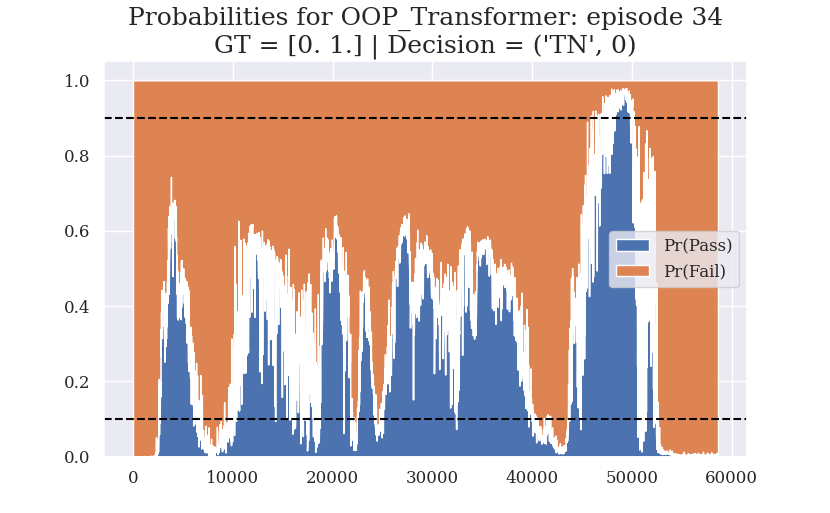 Probabilities for OOP_Transformer: episode 34
GT = [0. 1.] | Decision = ('TN', 0)
1.0
0.8
0.6
0.4
0.2
0.0
Pr(Pass)
Pr(Fail)
0 10000 20000 30000 40000 50000 60000